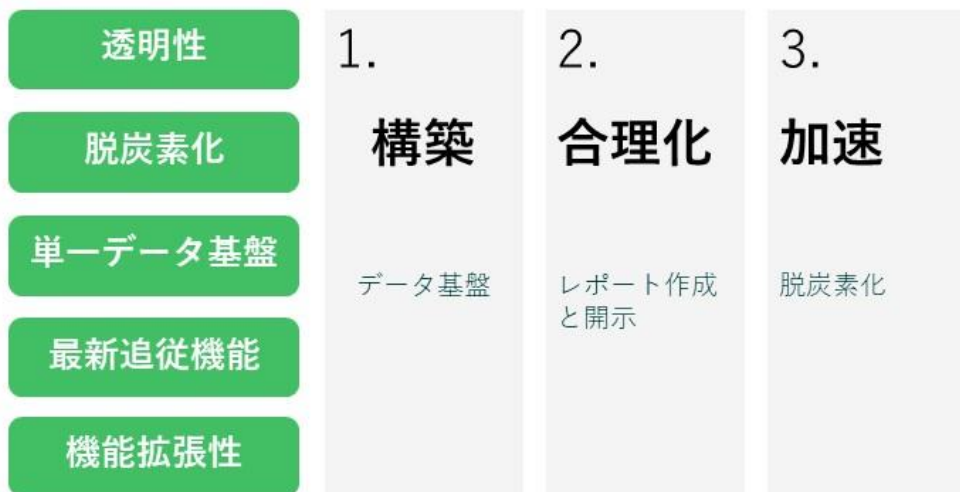 透明性
脱炭素化
単一データ基盤
最新追従機能
機能拡張性
1.
構築
データ基盤
2.
合理化
レポート作成
と開示
3.
加速
脱炭素化